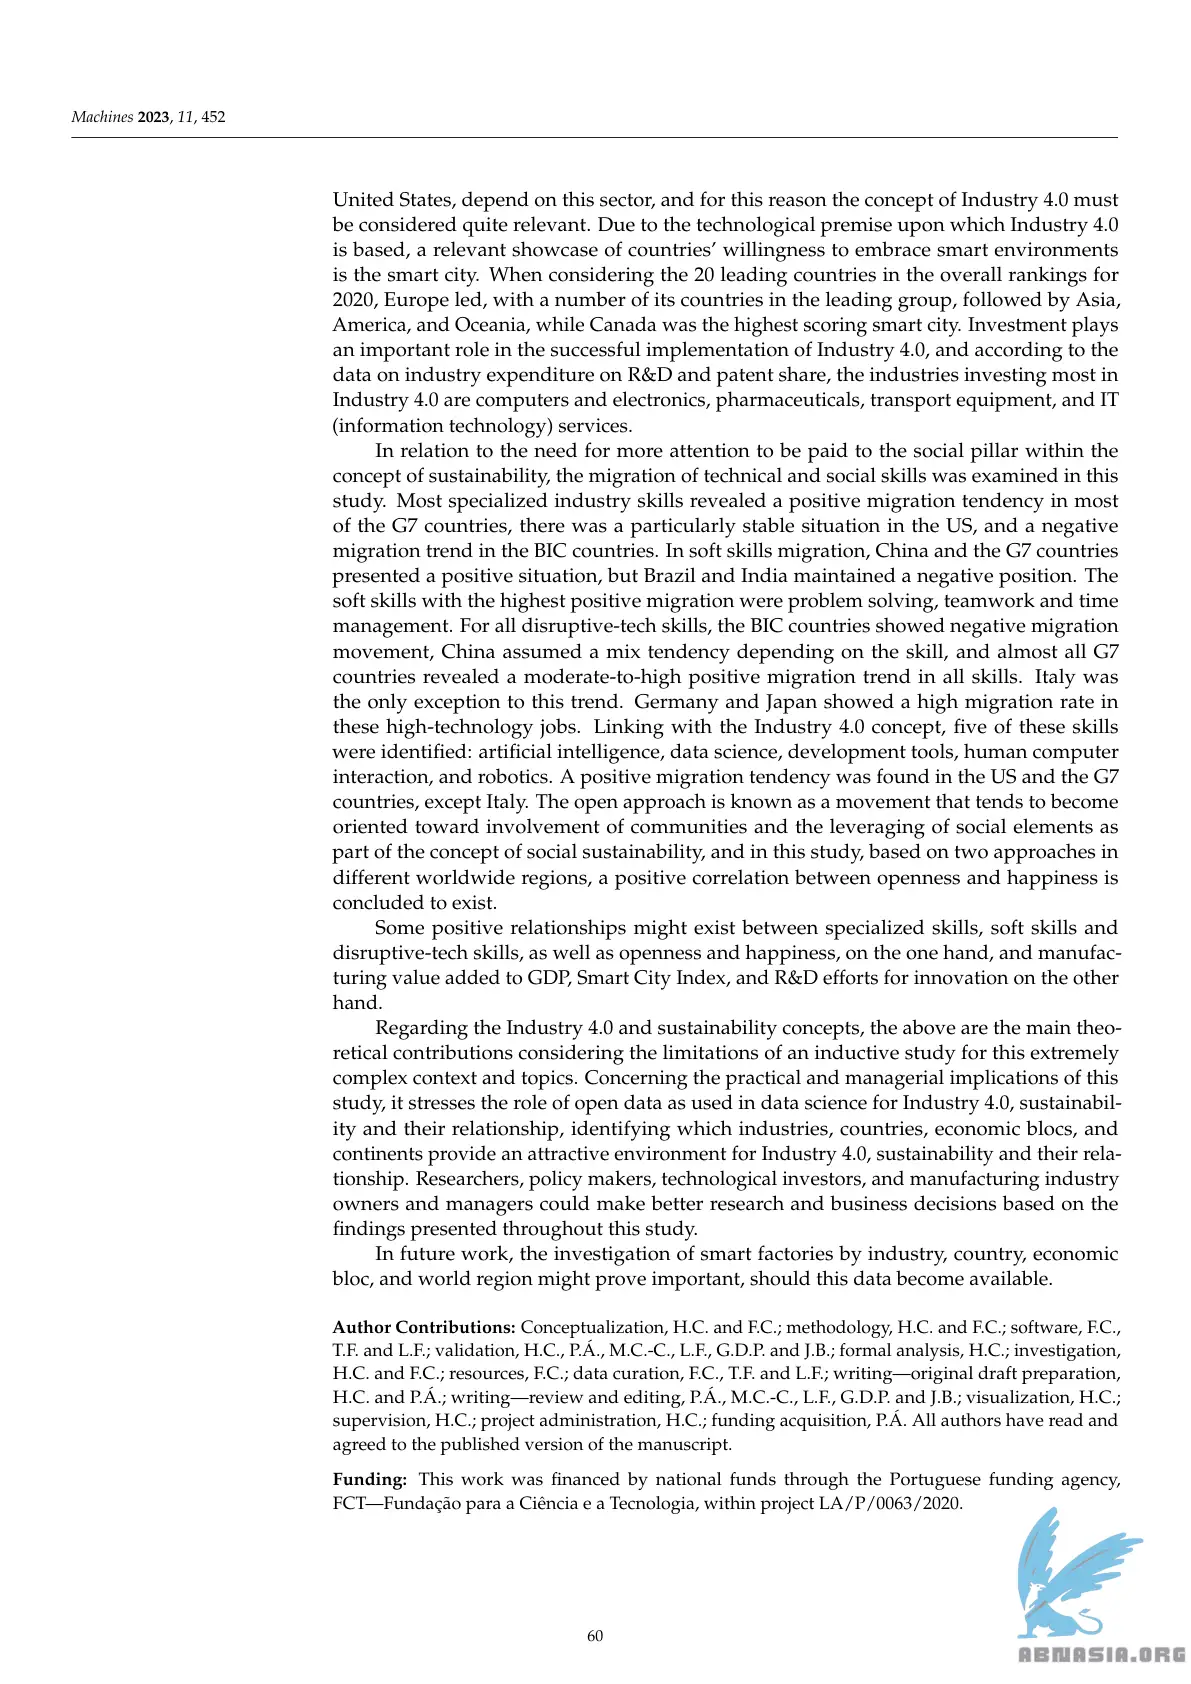 Machines 2023, 11, 452
United States, depend on this sector, and for this reason the concept of Industry 4.0 must
be considered quite relevant. Due to the technological premise upon which Industry 4.0
is based, a relevant showcase of countries’ willingness to embrace smart environments
is the smart city. When considering the 20 leading countries in the overall rankings for
2020, Europe led, with a number of its countries in the leading group, followed by Asia,
America, and Oceania, while Canada was the highest scoring smart city. Investment plays
an important role in the successful implementation of Industry 4.0, and according to the
data on industry expenditure on R&D and patent share, the industries investing most in
Industry 4.0 are computers and electronics, pharmaceuticals, transport equipment, and IT
(information technology) services.
In relation to the need for more attention to be paid to the social pillar within the
concept of sustainability, the migration of technical and social skills was examined in this
study. Most specialized industry skills revealed a positive migration tendency in most
of the G7 countries, there was a particularly stable situation in the US, and a negative
migration trend in the BIC countries. In soft skills migration, China and the G7 countries
presented a positive situation, but Brazil and India maintained a negative position. The
soft skills with the highest positive migration were problem solving, teamwork and time
management. For all disruptive-tech skills, the BIC countries showed negative migration
movement, China assumed a mix tendency depending on the skill, and almost all G7
countries revealed a moderate-to-high positive migration trend in all skills. Italy was
the only exception to this trend. Germany and Japan showed a high migration rate in
these high-technology jobs. Linking with the Industry 4.0 concept, five of these skills
were identified: artificial intelligence, data science, development tools, human computer
interaction, and robotics. A positive migration tendency was found in the US and the G7
countries, except Italy. The open approach is known as a movement that tends to become
oriented toward involvement of communities and the leveraging of social elements as
part of the concept of social sustainability, and in this study, based on two approaches in
different worldwide regions, a positive correlation between openness and happiness is
concluded to exist.
Some positive relationships might exist between specialized skills, soft skills and
disruptive-tech skills, as well as openness and happiness, on the one hand, and manufac-
turing value added to GDP, Smart City Index, and R&D efforts for innovation on the other
hand.
Regarding the Industry 4.0 and sustainability concepts, the above are the main theo-
retical contributions considering the limitations of an inductive study for this extremely
complex context and topics. Concerning the practical and managerial implications of this
study, it stresses the role of open data as used in data science for Industry 4.0, sustainabil-
ity and their relationship, identifying which industries, countries, economic blocs, and
continents provide an attractive environment for Industry 4.0, sustainability and their rela-
tionship. Researchers, policy makers, technological investors, and manufacturing industry
owners and managers could make better research and business decisions based on the
findings presented throughout this study.
In future work, the investigation of smart factories by industry, country, economic
bloc, and world region might prove important, should this data become available.
Author Contributions: Conceptualization, H.C. and F.C.; methodology, H.C. and F.C.; software, F.C.,
T.F. and L.F.; validation, H.C., P.Á., M.C.-C., L.F., G.D.P. and J.B.; formal analysis, H.C.; investigation,
H.C. and F.C.; resources, F.C.; data curation, F.C., T.F. and L.F.; writing—original draft preparation,
H.C. and P.Á.; writing—review and editing, P.Á., M.C.-C., L.F., G.D.P. and J.B.; visualization, H.C.;
supervision, H.C.; project administration, H.C.; funding acquisition, P.Á. All authors have read and
agreed to the published version of the manuscript.
Funding: This work was financed by national funds through the Portuguese funding agency,
FCT—Fundação para a Ciência e a Tecnologia, within project LA/P/0063/2020.
60
ABNASIA.ORG